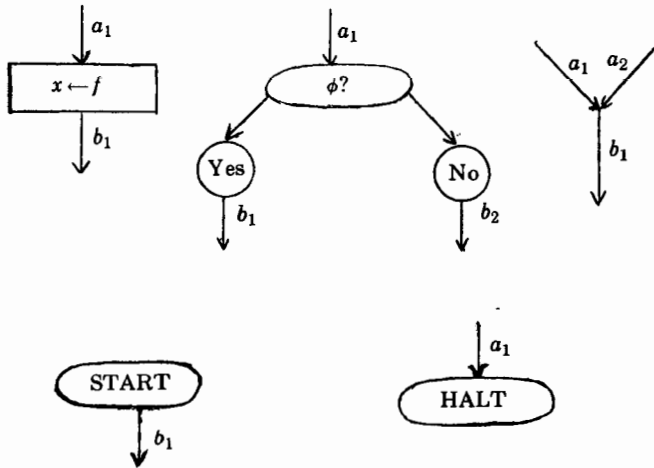 a₁
x ← f
b₁
a₁
φ?
Yes
No
b₁
b₂
a₁ a₂
b₁
START
b₁
a₁
HALT